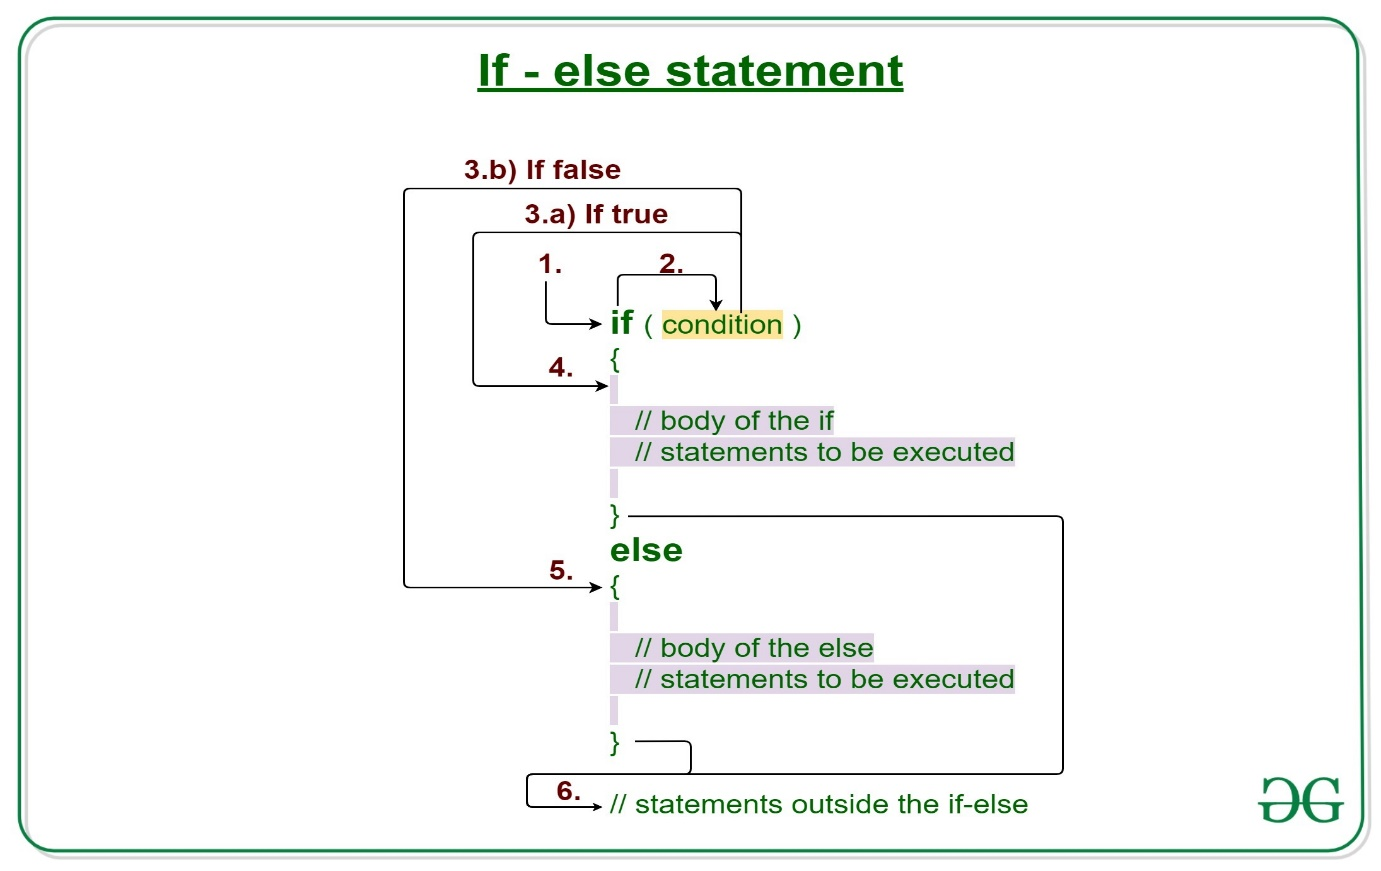 If - else statement
3.b) If false
3.a) If true
1.
2.
if ( condition )
{
4.
// body of the if
// statements to be executed
}
else
5.
{
// body of the else
// statements to be executed
}
6.
// statements outside the if-else